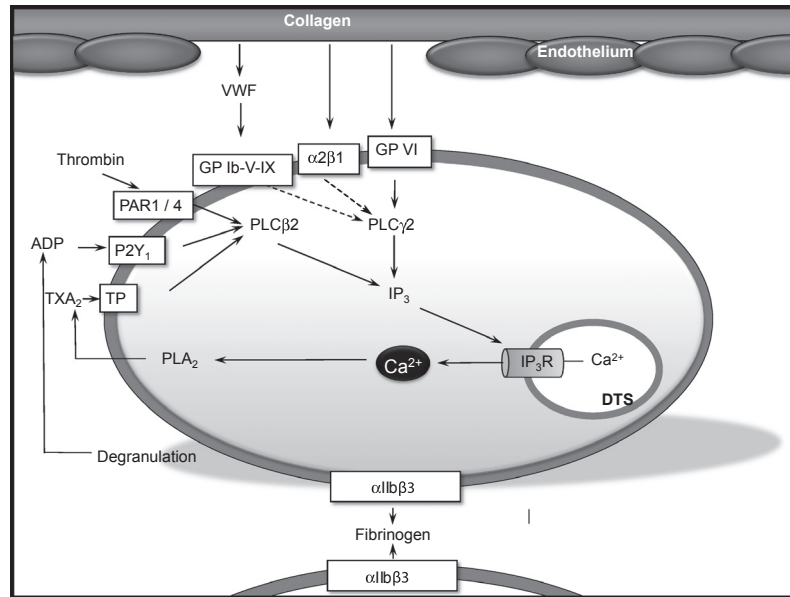 Collagen
Endothelium
VWF
Thrombin
GP Ib-V-IX
α2β1
GP VI
PAR1 / 4
PLCβ2
PLCγ2
ADP
P2Y₁
TXA₂
TP
IP₃
PLA₂
Ca²⁺
IP₃R
Ca²⁺
DTS
Degranulation
αIIbβ3
Fibrinogen
αIIbβ3